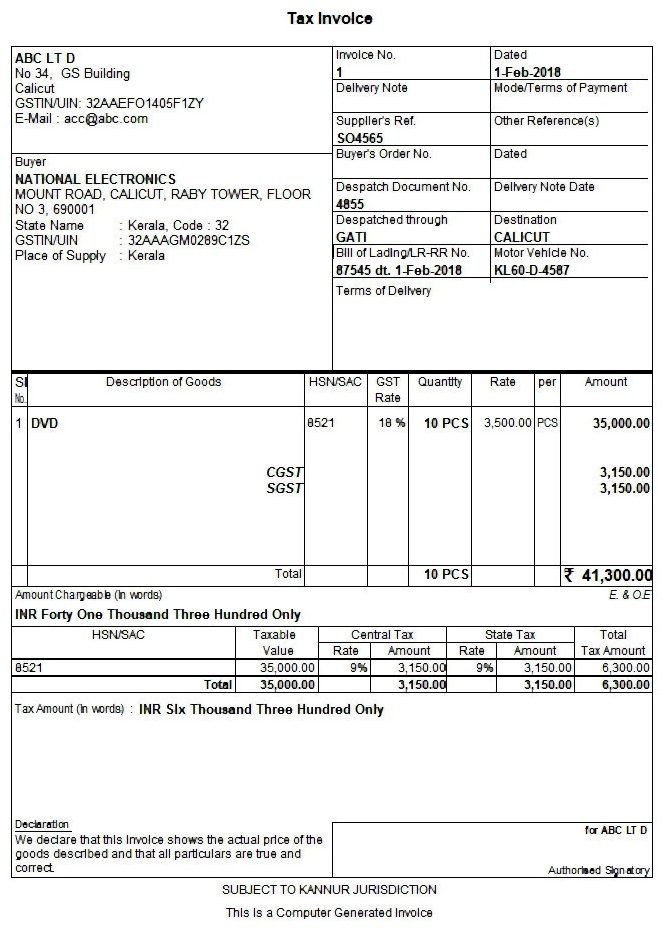 Tax Invoice
ABC LT D
No 34, GS Building
Calicut
GSTIN/UIN: 32AAEFO1405F1ZY
E-Mail : acc@abc.com
Invoice No.
1
Dated
1-Feb-2018
Delivery Note
Mode/Terms of Payment
Supplier's Ref.
SO4565
Other Reference(s)
Buyer
NATIONAL ELECTRONICS
MOUNT ROAD, CALICUT, RABY TOWER, FLOOR
NO 3, 690001
State Name : Kerala, Code : 32
GSTIN/UIN : 32AAAGM0289C1ZS
Place of Supply : Kerala
Buyer's Order No.
Dated
Despatch Document No.
4855
Delivery Note Date
Despatched through
GATI
Destination
CALICUT
Bill of Lading/LR-RR No.
87545 dt. 1-Feb-2018
Motor Vehicle No.
KL60-D-4587
Terms of Delivery
Sl Description of Goods HSN/SAC GST Quantity Rate per Amount
No. Rate
1 DVD 8521 18 % 10 PCS 3,500.00 PCS 35,000.00
CGST 3,150.00
SGST 3,150.00
Total 10 PCS ₹ 41,300.00
Amount Chargeable (in words) E. & O.E
INR Forty One Thousand Three Hundred Only
HSN/SAC Taxable Central Tax State Tax Total
Value Rate Amount Rate Amount Tax Amount
8521 35,000.00 9% 3,150.00 9% 3,150.00 6,300.00
Total 35,000.00 3,150.00 3,150.00 6,300.00
Tax Amount (in words) : INR Six Thousand Three Hundred Only
Declaration
We declare that this invoice shows the actual price of the
goods described and that all particulars are true and
correct.
for ABC LT D
Authorised Signatory
SUBJECT TO KANNUR JURISDICTION
This is a Computer Generated Invoice